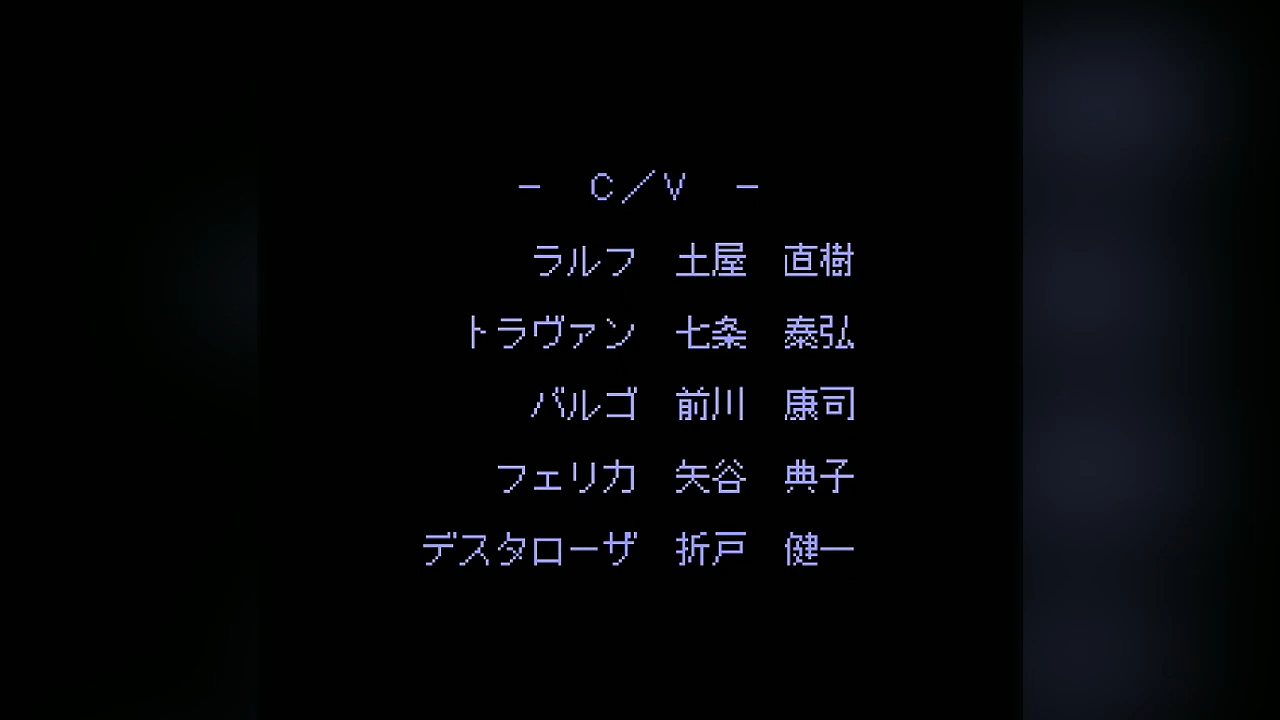 －　Ｃ／Ｖ　－
ラルフ　土屋　直樹
トラヴァン　七条　泰弘
バルゴ　前川　康司
フェリカ　矢谷　典子
デスタローザ　折戸　健一